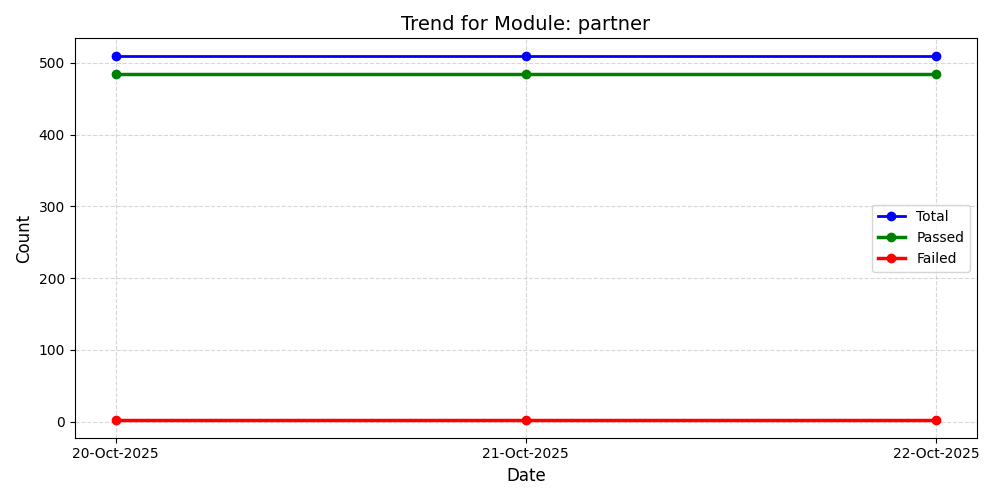 Trend for Module: partner
Count
500
400
300
200
100
0
Total
Passed
Failed
20-Oct-2025
21-Oct-2025
22-Oct-2025
Date